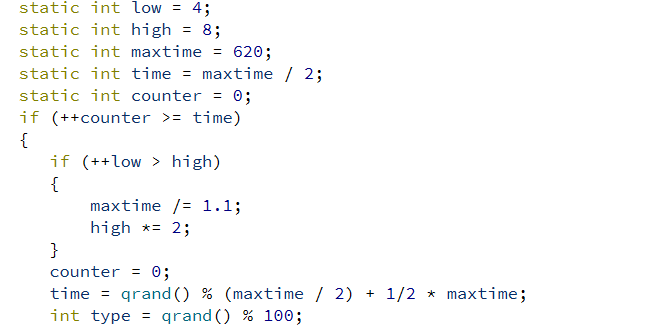 static int low = 4;
static int high = 8;
static int maxtime = 620;
static int time = maxtime / 2;
static int counter = 0;
if (++counter >= time)
{
if (++low > high)
{
maxtime /= 1.1;
high *= 2;
}
counter = 0;
time = qrand() % (maxtime / 2) + 1/2 * maxtime;
int type = qrand() % 100;